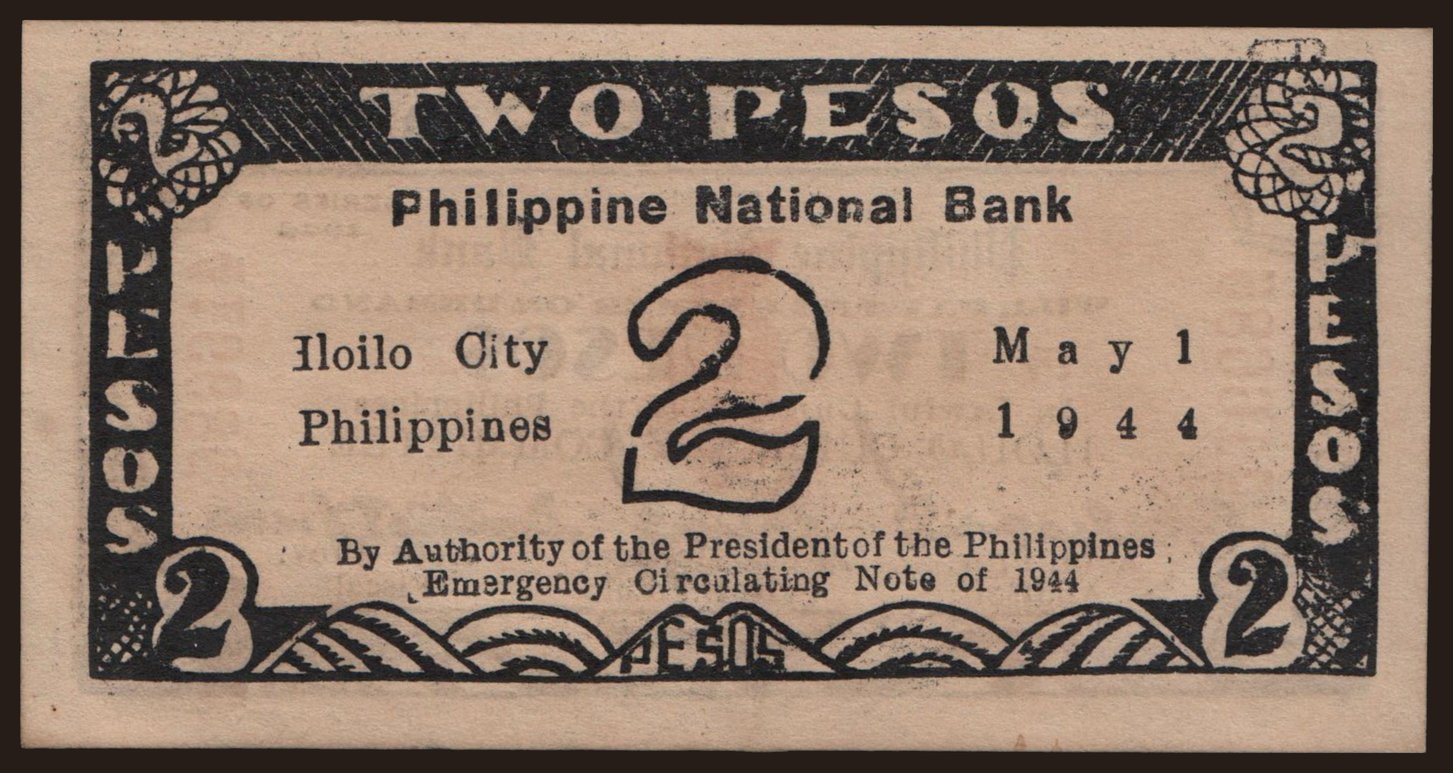 2 TWO PESOS 2
Philippine National Bank
PESOS
PESOS
2
Iloilo City
Philippines
May 1
1944
By Authority of the President of the Philippines
Emergency Circulating Note of 1944
2 PESOS 2